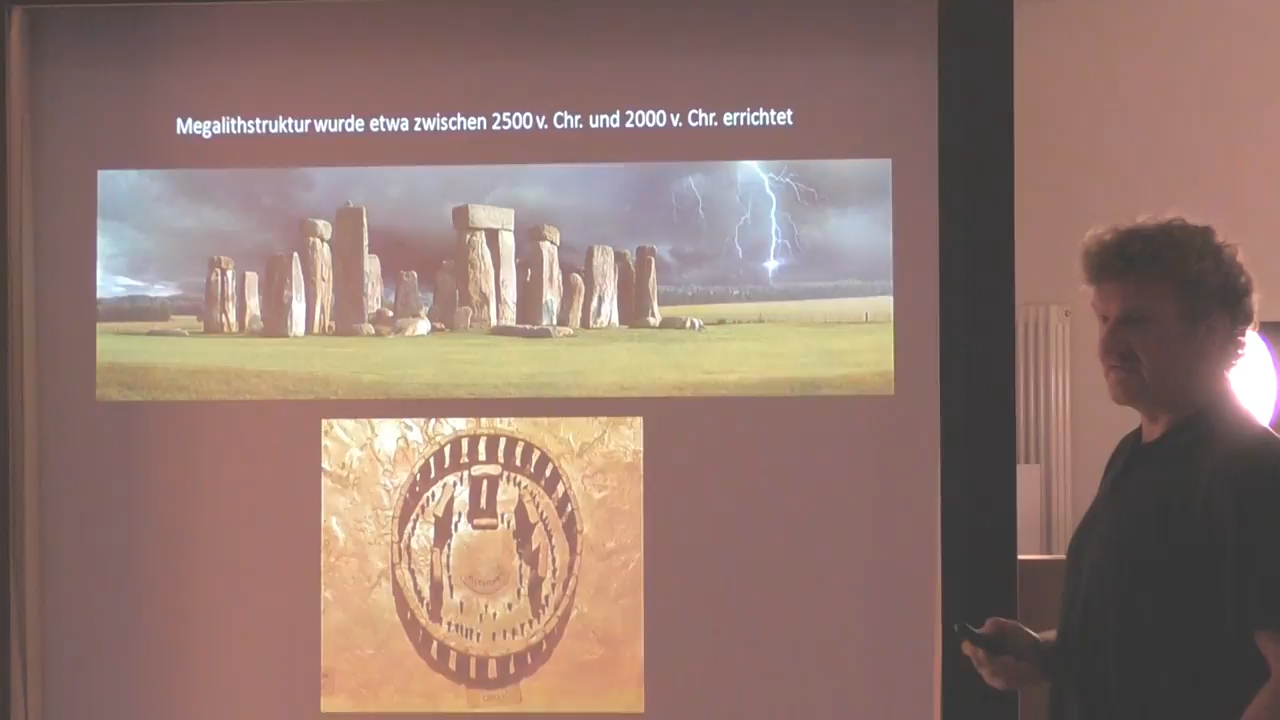 Megalithstruktur wurde etwa zwischen 2500 v. Chr. und 2000 v. Chr. errichtet